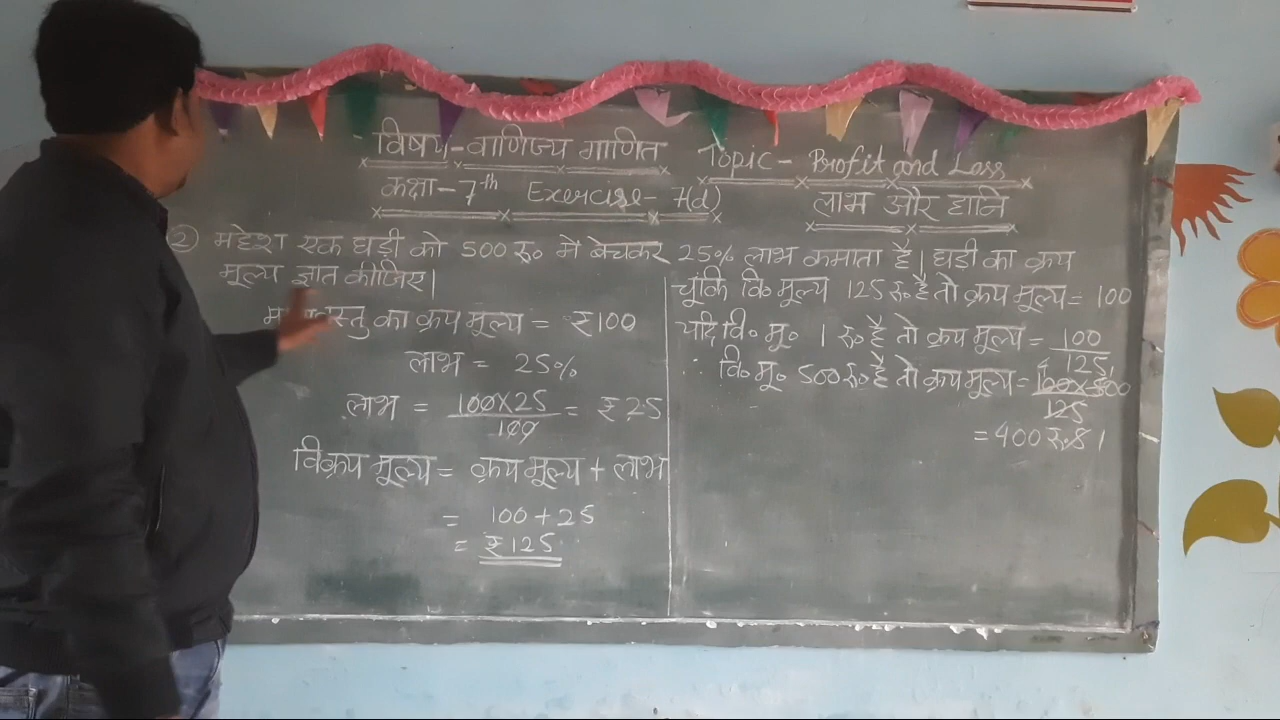 विषय-वाणिज्य गणित
Topic - Profit and Loss
कक्षा-7th Exercise-7(d)
लाभ और हानि
② महेश एक घड़ी को 500 रु० में बेचकर 25% लाभ कमाता है। घड़ी का क्रय
मूल्य ज्ञात कीजिए।
वस्तु का क्रय मूल्य = ₹100
लाभ = 25%
लाभ = 100×25/100 = ₹25
विक्रय मूल्य = क्रय मूल्य + लाभ
= 100+25
= ₹125
चूंकि वि० मूल्य 125 रु० है तो क्रय मूल्य = 100
यदि वि० मू० 1 रु० है तो क्रय मूल्य = 100/125
∴ वि० मू० 500 रु० है तो क्रय मूल्य = 100×500/125
= 400 रु०